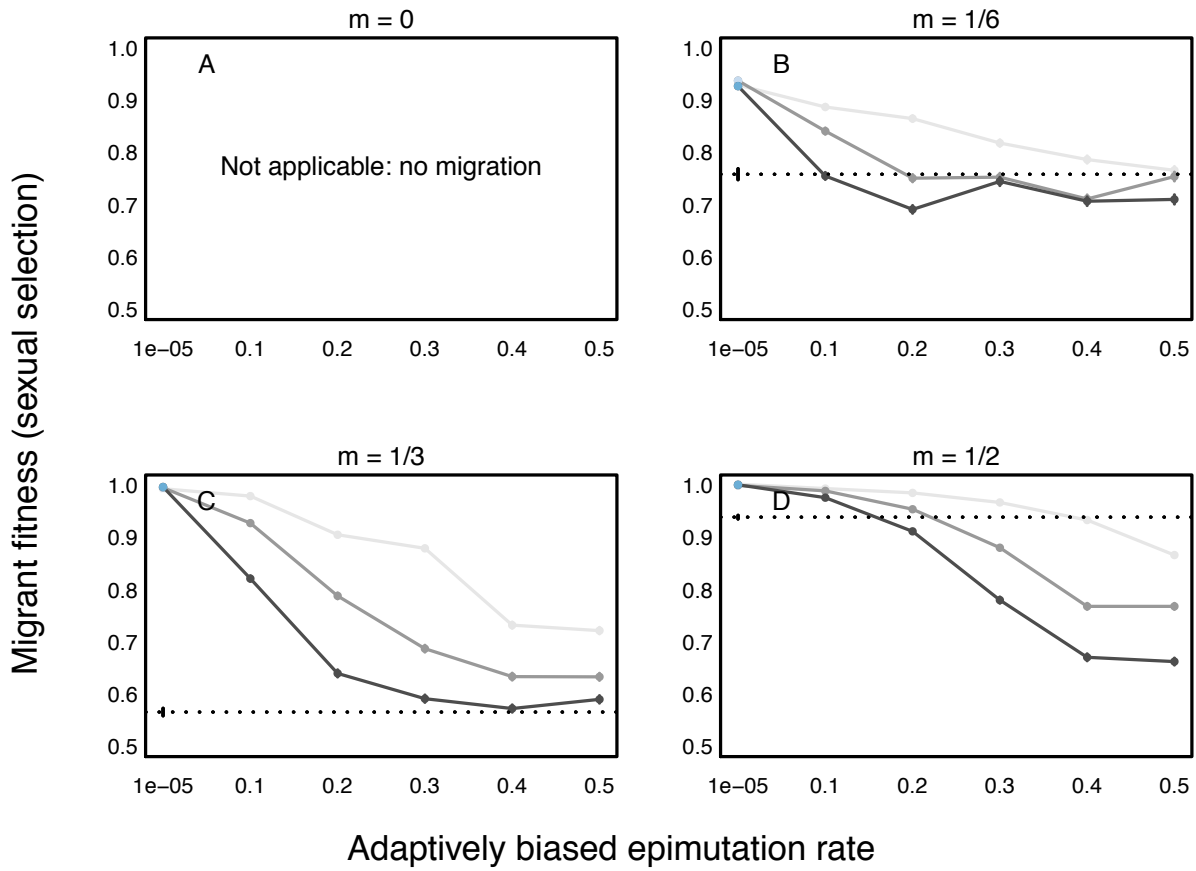 m = 0
m = 1/6
A
B
Not applicable: no migration
1.0
0.9
0.8
0.7
0.6
0.5
1.0
0.9
0.8
0.7
0.6
0.5
1e−05 0.1 0.2 0.3 0.4 0.5
1e−05 0.1 0.2 0.3 0.4 0.5
Migrant fitness (sexual selection)
m = 1/3
m = 1/2
C
D
1.0
0.9
0.8
0.7
0.6
0.5
1.0
0.9
0.8
0.7
0.6
0.5
1e−05 0.1 0.2 0.3 0.4 0.5
1e−05 0.1 0.2 0.3 0.4 0.5
Adaptively biased epimutation rate